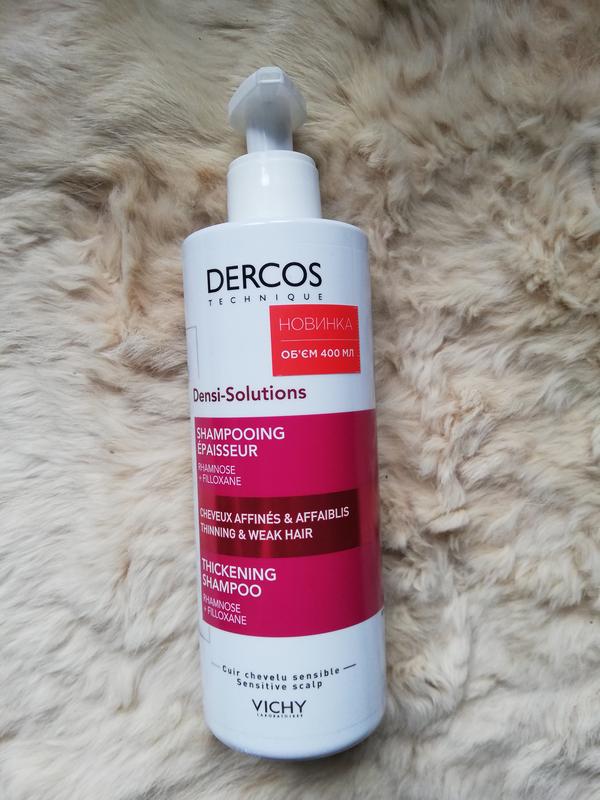 DERCOS
TECHNIQUE
НОВИНКА
ОБ'ЄМ 400 МЛ
Densi-Solutions
SHAMPOOING
ÉPAISSEUR
RHAMNOSE
+ FILLOXANE
CHEVEUX AFFINÉS & AFFAIBLIS
THINNING & WEAK HAIR
THICKENING
SHAMPOO
RHAMNOSE
+ FILLOXANE
Cuir chevelu sensible
Sensitive scalp
VICHY
LABORATOIRES